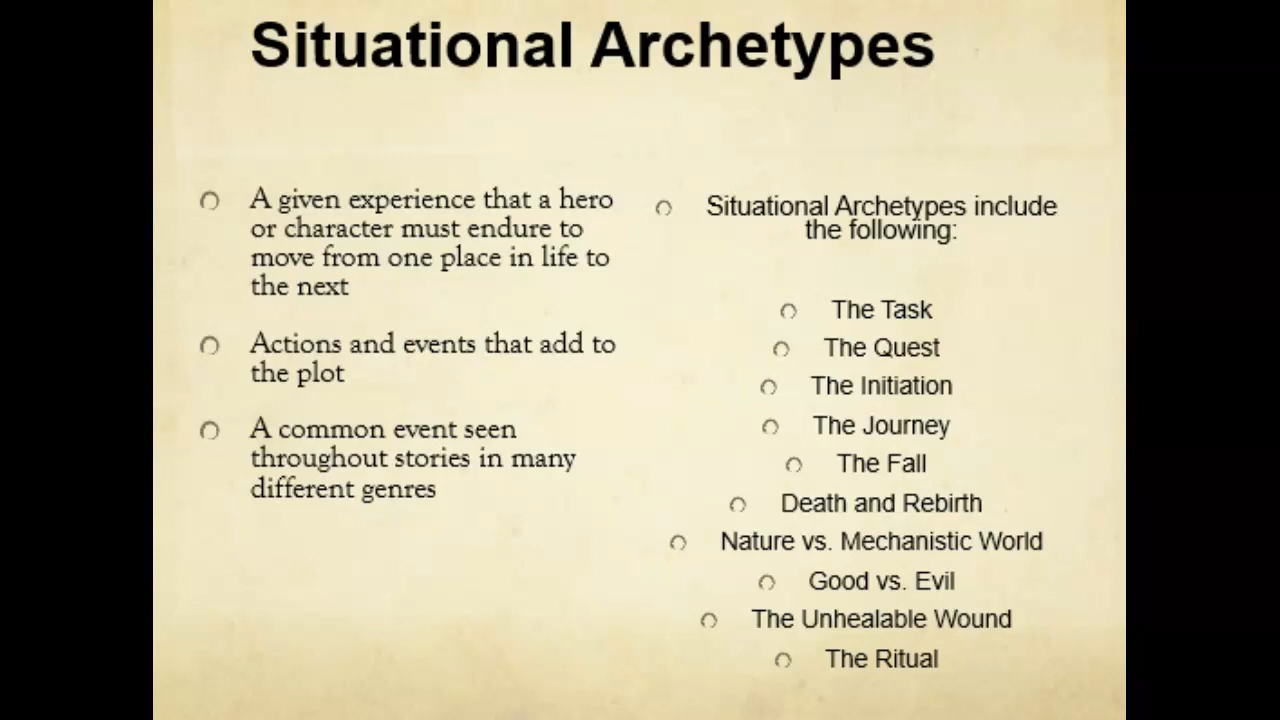 Situational Archetypes
A given experience that a hero
or character must endure to
move from one place in life to
the next
Actions and events that add to
the plot
A common event seen
throughout stories in many
different genres
Situational Archetypes include
the following:
The Task
The Quest
The Initiation
The Journey
The Fall
Death and Rebirth
Nature vs. Mechanistic World
Good vs. Evil
The Unhealable Wound
The Ritual